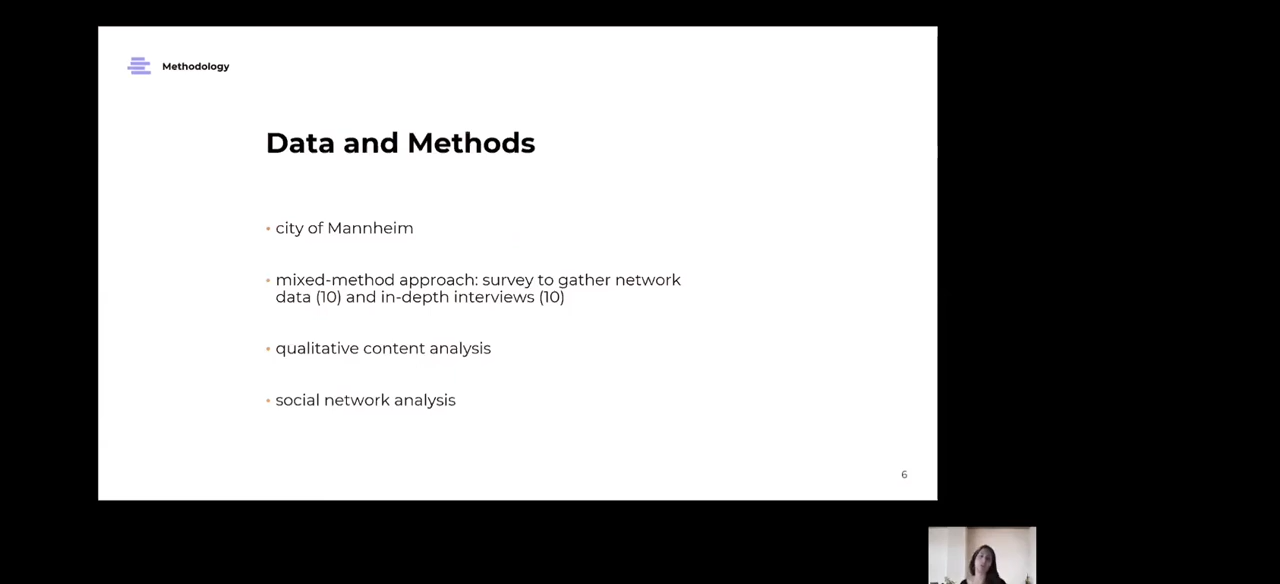 Methodology
Data and Methods
• city of Mannheim
• mixed-method approach: survey to gather network
data (10) and in-depth interviews (10)
• qualitative content analysis
• social network analysis
6